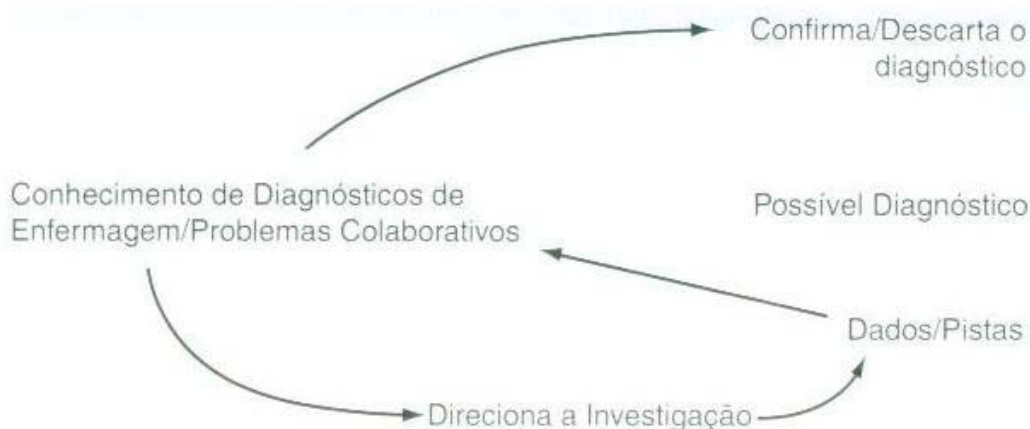 Confirma/Descarta o
diagnóstico
Conhecimento de Diagnósticos de
Enfermagem/Problemas Colaborativos
Possível Diagnóstico
Dados/Pistas
Direciona a Investigação